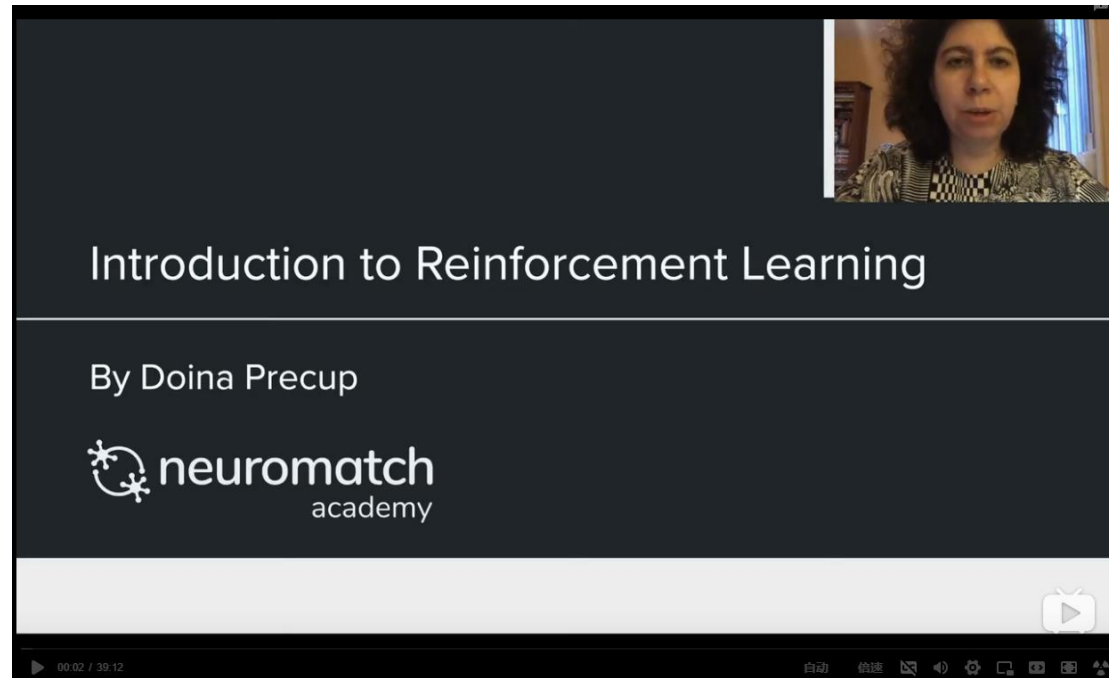 Introduction to Reinforcement Learning
By Doina Precup
neuromatch
academy
00:02 / 39:12
自动 倍速